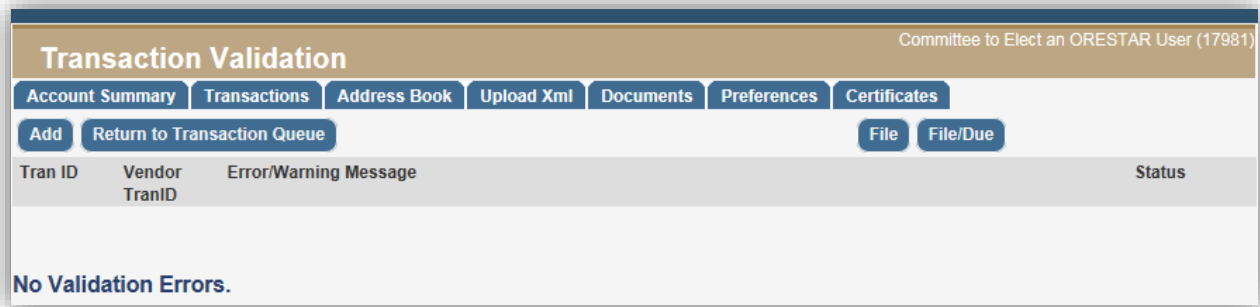 Committee to Elect an ORESTAR User (17981)
Transaction Validation
Account Summary Transactions Address Book Upload Xml Documents Preferences Certificates
Add Return to Transaction Queue File File/Due
Tran ID Vendor TranID Error/Warning Message Status
No Validation Errors.